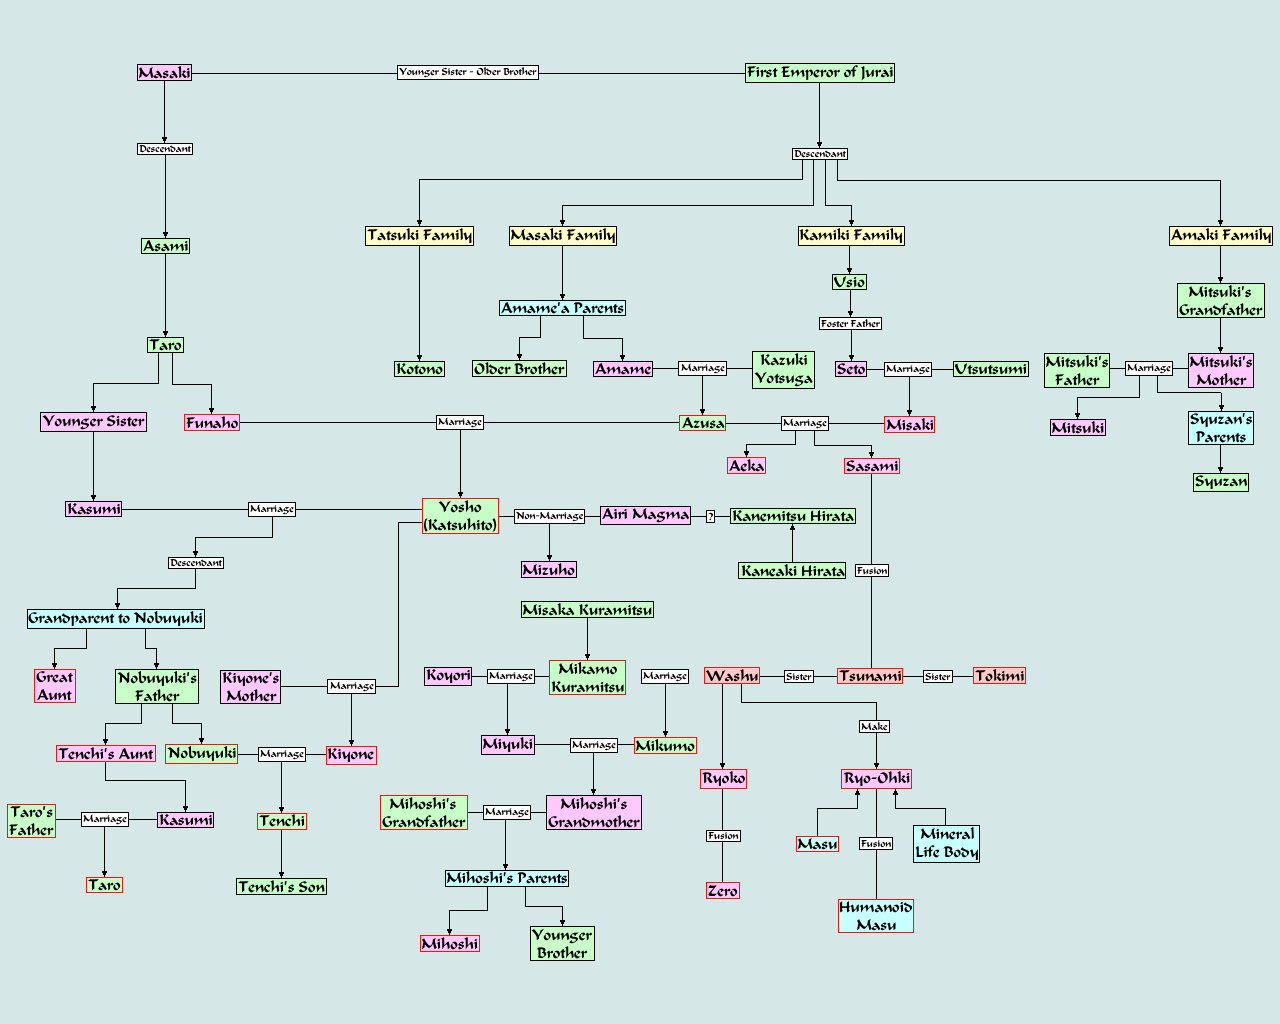 Masaki
Younger Sister - Older Brother
First Emperor of Jurai
Descendant
Descendant
Asami
Tatsuki Family
Masaki Family
Kamiki Family
Amaki Family
Usio
Mitsuki's
Grandfather
Amame'a Parents
Foster Father
Taro
Kotono
Older Brother
Amame
Marriage
Kazuki
Yotsuga
Seto
Marriage
Utsutsumi
Mitsuki's
Father
Marriage
Mitsuki's
Mother
Younger Sister
Funaho
Marriage
Azusa
Marriage
Misaki
Mitsuki
Syuzan's
Parents
Aeka
Sasami
Syuzan
Kasumi
Marriage
Yosho
(Katsuhito)
Non-Marriage
Airi Magma
?
Kanemitsu Hirata
Descendant
Mizuho
Kaneaki Hirata
Fusion
Grandparent to Nobuyuki
Misaka Kuramitsu
Great
Aunt
Nobuyuki's
Father
Kiyone's
Mother
Marriage
Koyori
Marriage
Mikamo
Kuramitsu
Marriage
Washu
Sister
Tsunami
Sister
Tokimi
Make
Tenchi's Aunt
Nobuyuki
Marriage
Kiyone
Miyuki
Marriage
Mikumo
Ryoko
Ryo-Ohki
Taro's
Father
Marriage
Kasumi
Tenchi
Mihoshi's
Grandfather
Marriage
Mihoshi's
Grandmother
Fusion
Masu
Fusion
Mineral
Life Body
Taro
Tenchi's Son
Mihoshi's Parents
Zero
Humanoid
Masu
Mihoshi
Younger
Brother